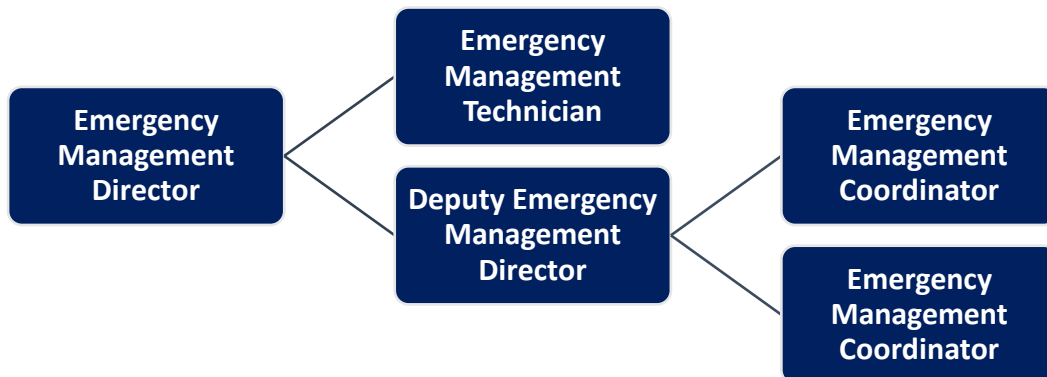 Emergency
Management
Director
Emergency
Management
Technician
Deputy Emergency
Management
Director
Emergency
Management
Coordinator
Emergency
Management
Coordinator